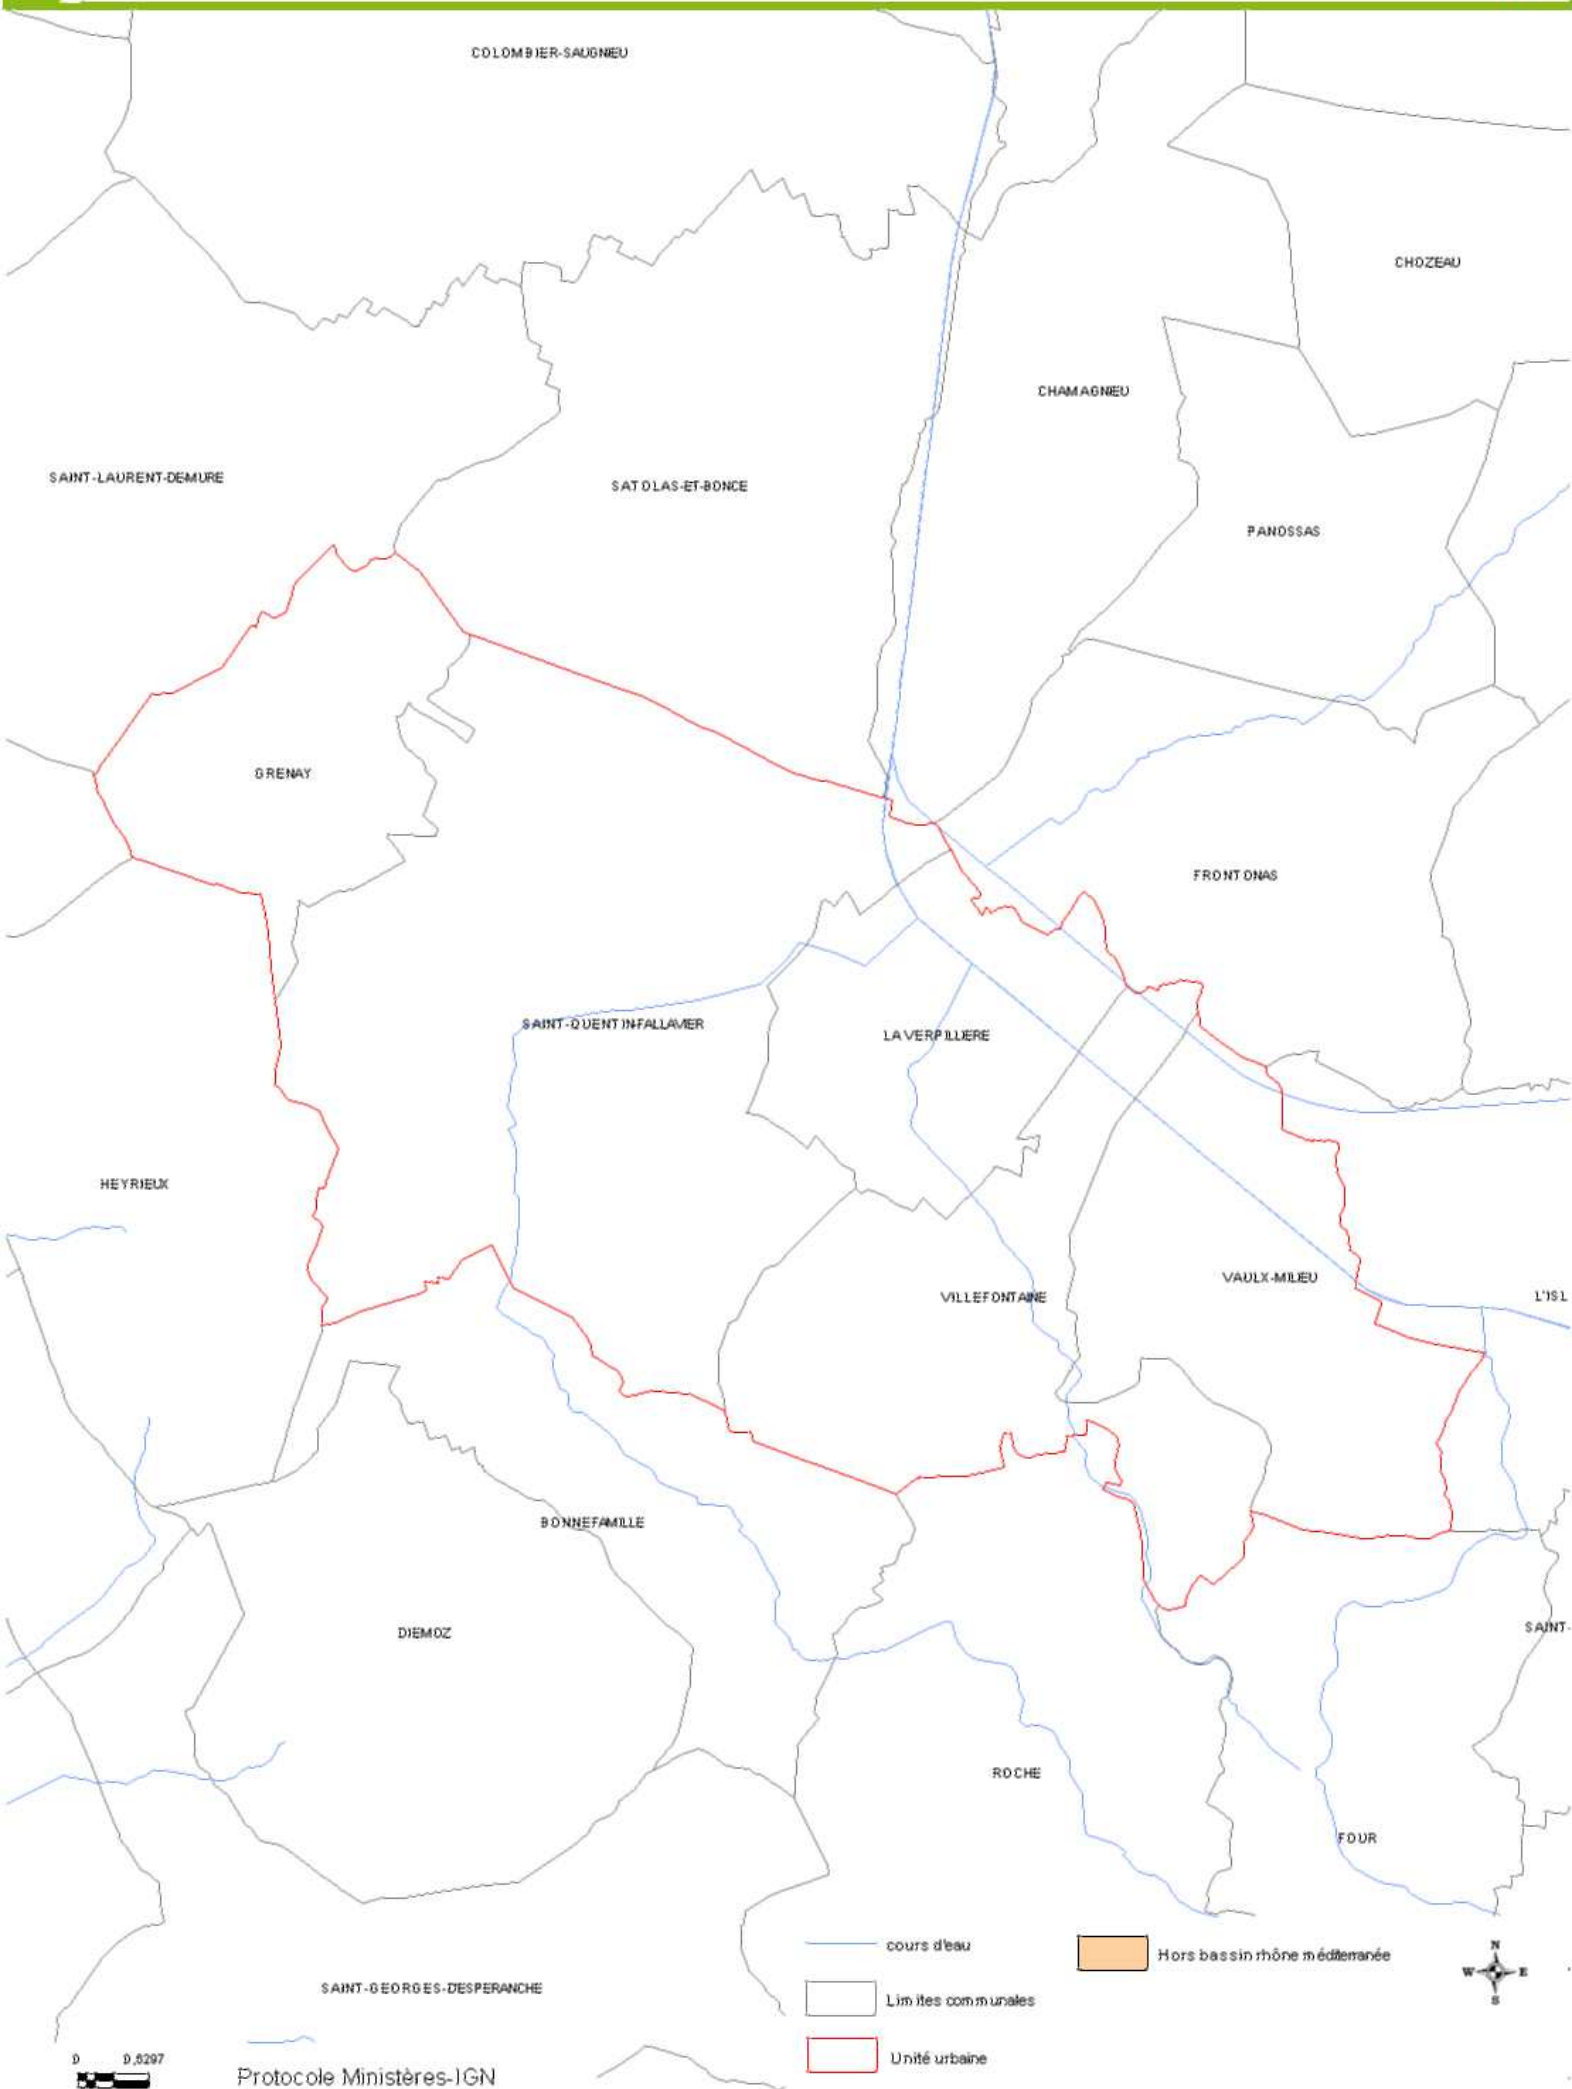 COLOMBIER-SAUGNIEU
CHOZEAU
CHAMAGNIEU
SAINT-LAURENT-DE-MURE
SATOLAS-ET-BONCE
PANOSSAS
GRENAY
FRONTONAS
SAINT-QUENTIN-FALLAVIER
LA VERPILLIERE
HEYRIEUX
VAULX-MILIEU
VILLEFONTAINE
L'ISL
BONNEFAMILLE
DIEMOZ
SAINT-
ROCHE
FOUR
cours d'eau
Hors bassin rhône méditerranée
N
W E
S
Limites communales
SAINT-GEORGES-D'ESPERANCHE
Unité urbaine
0 0,6297
Protocole Ministères-IGN